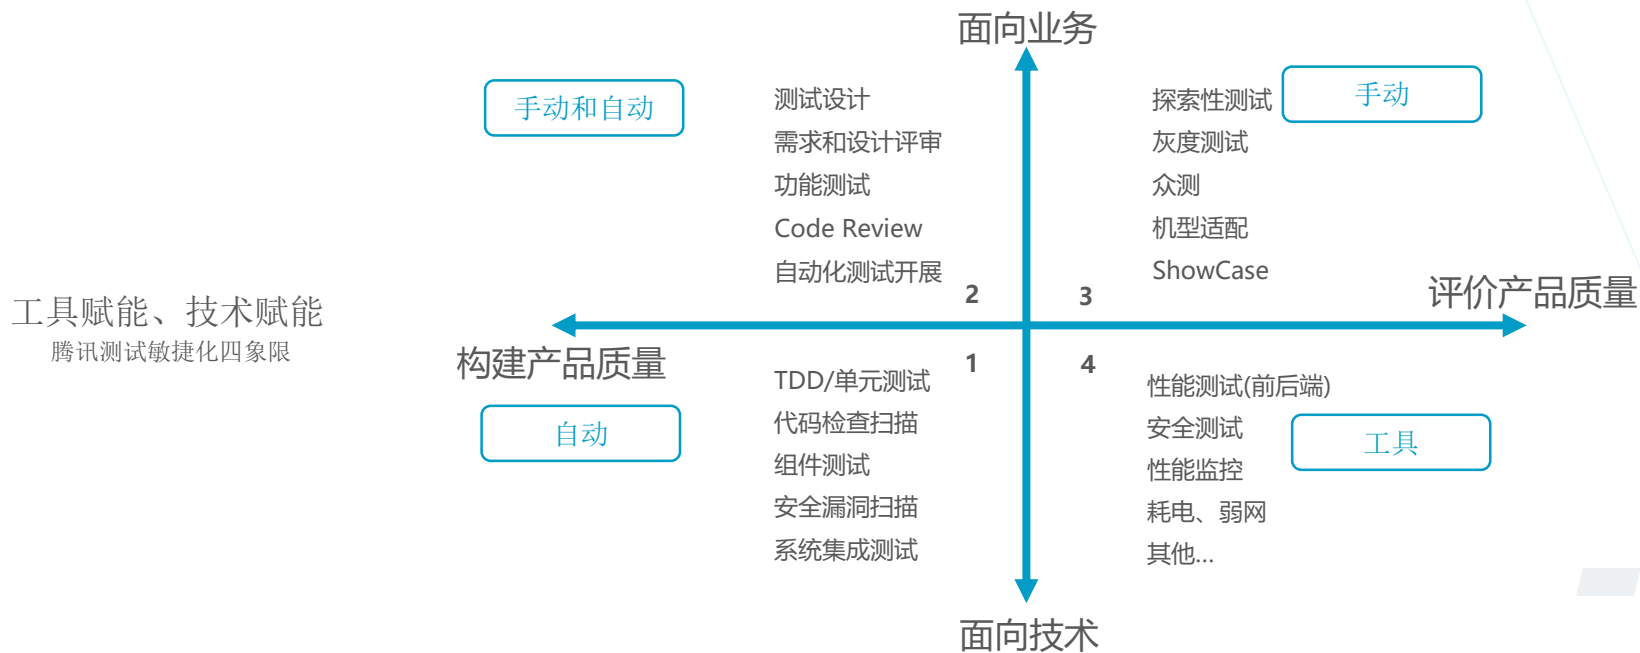 面向业务
手动和自动
测试设计
需求和设计评审
功能测试
Code Review
自动化测试开展
2
探索性测试
手动
灰度测试
众测
机型适配
ShowCase
3
评价产品质量
工具赋能、技术赋能
腾讯测试敏捷化四象限
构建产品质量
自动
1
TDD/单元测试
代码检查扫描
组件测试
安全漏洞扫描
系统集成测试
4
性能测试(前后端)
安全测试
工具
性能监控
耗电、弱网
其他...
面向技术